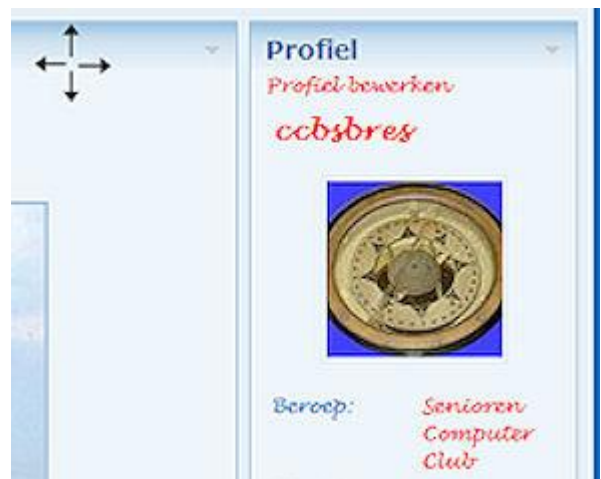 Profiel
Profiel bewerken
ccbsbres
Beroep:
Senioren
Computer
Club